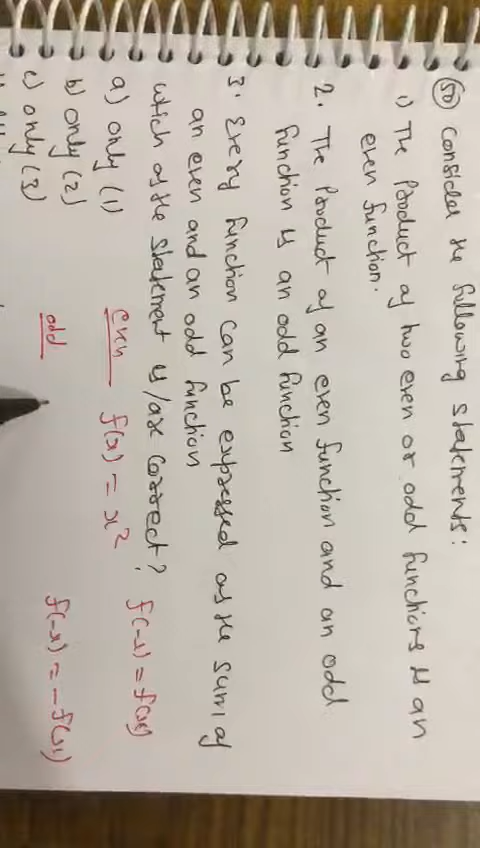 50 Consider the following statements:
1) The Product of two even or odd functions is an
even function.
2. The Product of an even function and an odd
function is an odd function
3. Every function can be expressed as the sum of
an even and an odd function
which of the statement is/are correct?
a) only (1)
b) only (2)
c) only (3)
even f(x) = x² f(-x) = f(x)
odd f(-x) = -f(x)